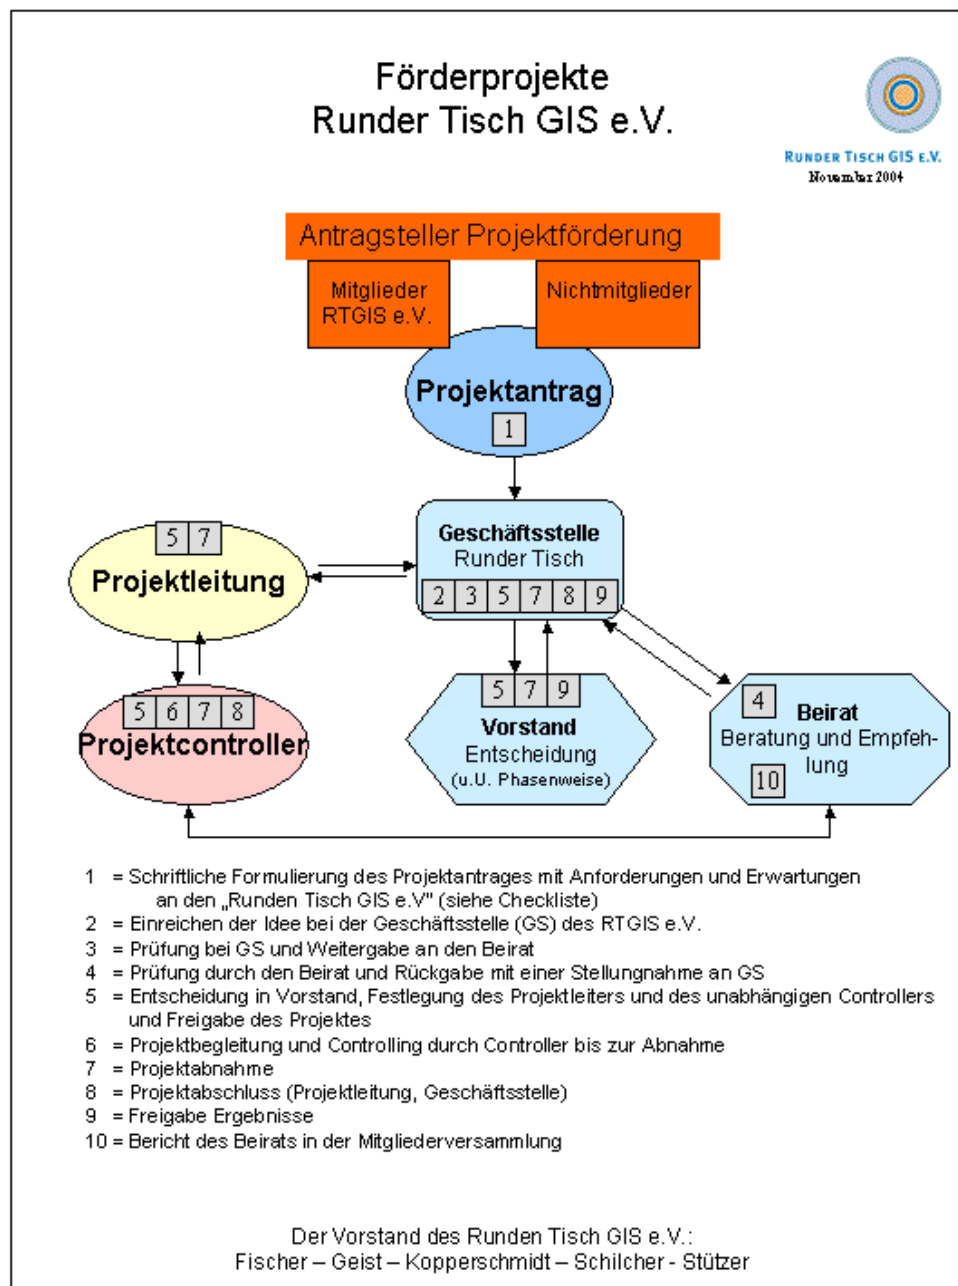 Förderprojekte
Runder Tisch GIS e.V.
RUNDER TISCH GIS E.V.
November 2004
Antragsteller Projektförderung
Mitglieder
RTGIS e.V.
Nichtmitglieder
Projektantrag
1
Geschäftsstelle
Runder Tisch
2 3 5 7 8 9
5 7
Projektleitung
5 6 7 8
Projektcontroller
5 7 9
Vorstand
Entscheidung
(u.U. Phasenweise)
4
Beirat
Beratung und Empfeh-
lung
10
1 = Schriftliche Formulierung des Projektantrages mit Anforderungen und Erwartungen
an den „Runden Tisch GIS e.V" (siehe Checkliste)
2 = Einreichen der Idee bei der Geschäftsstelle (GS) des RTGIS e.V.
3 = Prüfung bei GS und Weitergabe an den Beirat
4 = Prüfung durch den Beirat und Rückgabe mit einer Stellungnahme an GS
5 = Entscheidung in Vorstand, Festlegung des Projektleiters und des unabhängigen Controllers
und Freigabe des Projektes
6 = Projektbegleitung und Controlling durch Controller bis zur Abnahme
7 = Projektabnahme
8 = Projektabschluss (Projektleitung, Geschäftsstelle)
9 = Freigabe Ergebnisse
10 = Bericht des Beirats in der Mitgliederversammlung
Der Vorstand des Runden Tisch GIS e.V.:
Fischer – Geist – Kopperschmidt – Schilcher - Stützer